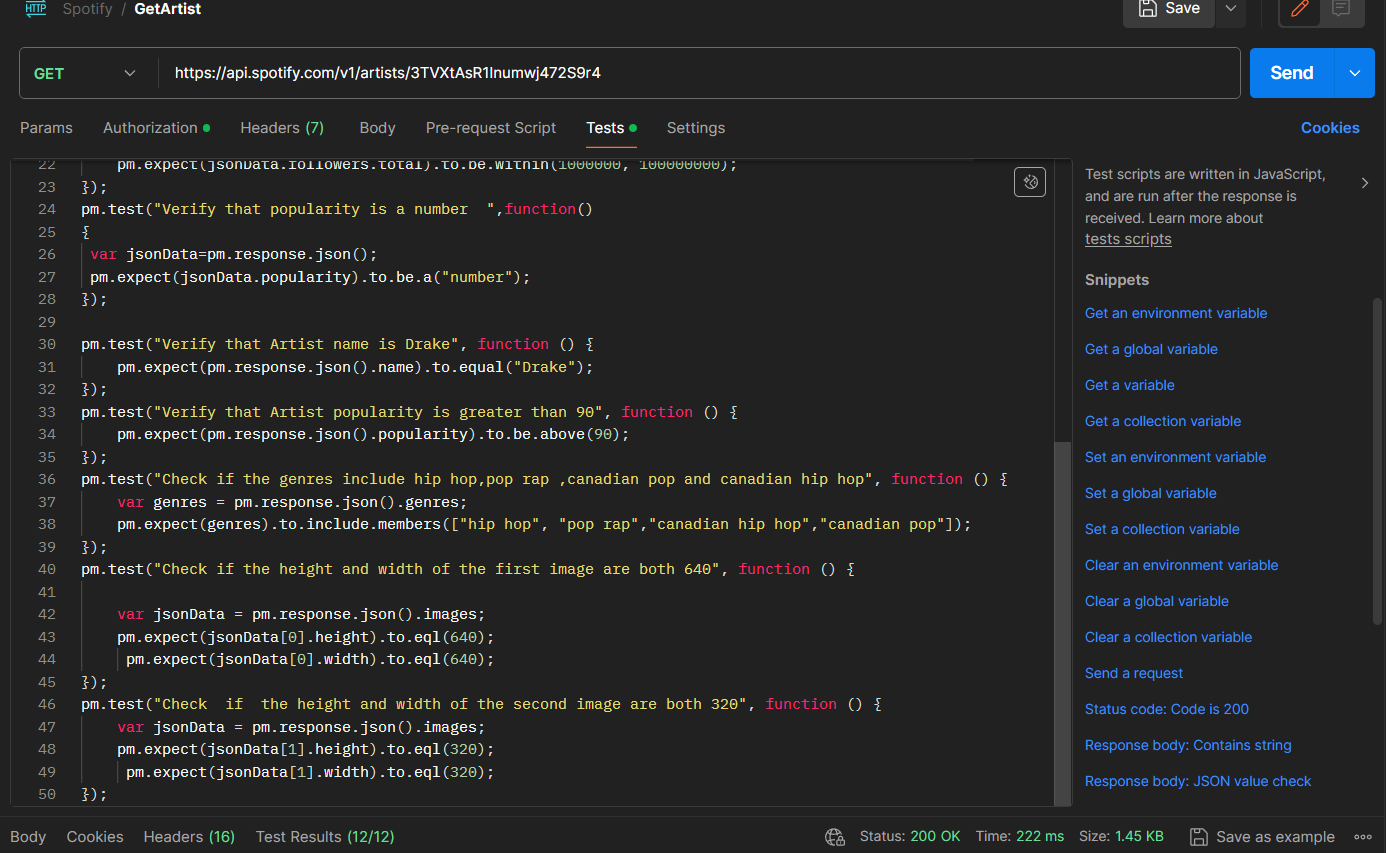 HTTP Spotify / GetArtist Save
GET https://api.spotify.com/v1/artists/3TVXtAsR1Inumwj472S9r4 Send
Params Authorization Headers (7) Body Pre-request Script Tests Settings Cookies
22 pm.expect(jsonData.followers.total).to.be.within(1000000, 100000000);
23 });
24 pm.test("Verify that popularity is a number  ",function()
25 {
26 var jsonData=pm.response.json();
27 pm.expect(jsonData.popularity).to.be.a("number");
28 });
29
30 pm.test("Verify that Artist name is Drake", function () {
31 pm.expect(pm.response.json().name).to.equal("Drake");
32 });
33 pm.test("Verify that Artist popularity is greater than 90", function () {
34 pm.expect(pm.response.json().popularity).to.be.above(90);
35 });
36 pm.test("Check if the genres include hip hop,pop rap ,canadian pop and canadian hip hop", function () {
37 var genres = pm.response.json().genres;
38 pm.expect(genres).to.include.members(["hip hop", "pop rap","canadian hip hop","canadian pop"]);
39 });
40 pm.test("Check if the height and width of the first image are both 640", function () {
41
42 var jsonData = pm.response.json().images;
43 pm.expect(jsonData[0].height).to.eql(640);
44 pm.expect(jsonData[0].width).to.eql(640);
45 });
46 pm.test("Check  if  the height and width of the second image are both 320", function () {
47 var jsonData = pm.response.json().images;
48 pm.expect(jsonData[1].height).to.eql(320);
49 pm.expect(jsonData[1].width).to.eql(320);
50 });
Test scripts are written in JavaScript,
and are run after the response is
received. Learn more about
tests scripts
Snippets
Get an environment variable
Get a global variable
Get a variable
Get a collection variable
Set an environment variable
Set a global variable
Set a collection variable
Clear an environment variable
Clear a global variable
Clear a collection variable
Send a request
Status code: Code is 200
Response body: Contains string
Response body: JSON value check
Body Cookies Headers (16) Test Results (12/12) Status: 200 OK Time: 222 ms Size: 1.45 KB Save as example